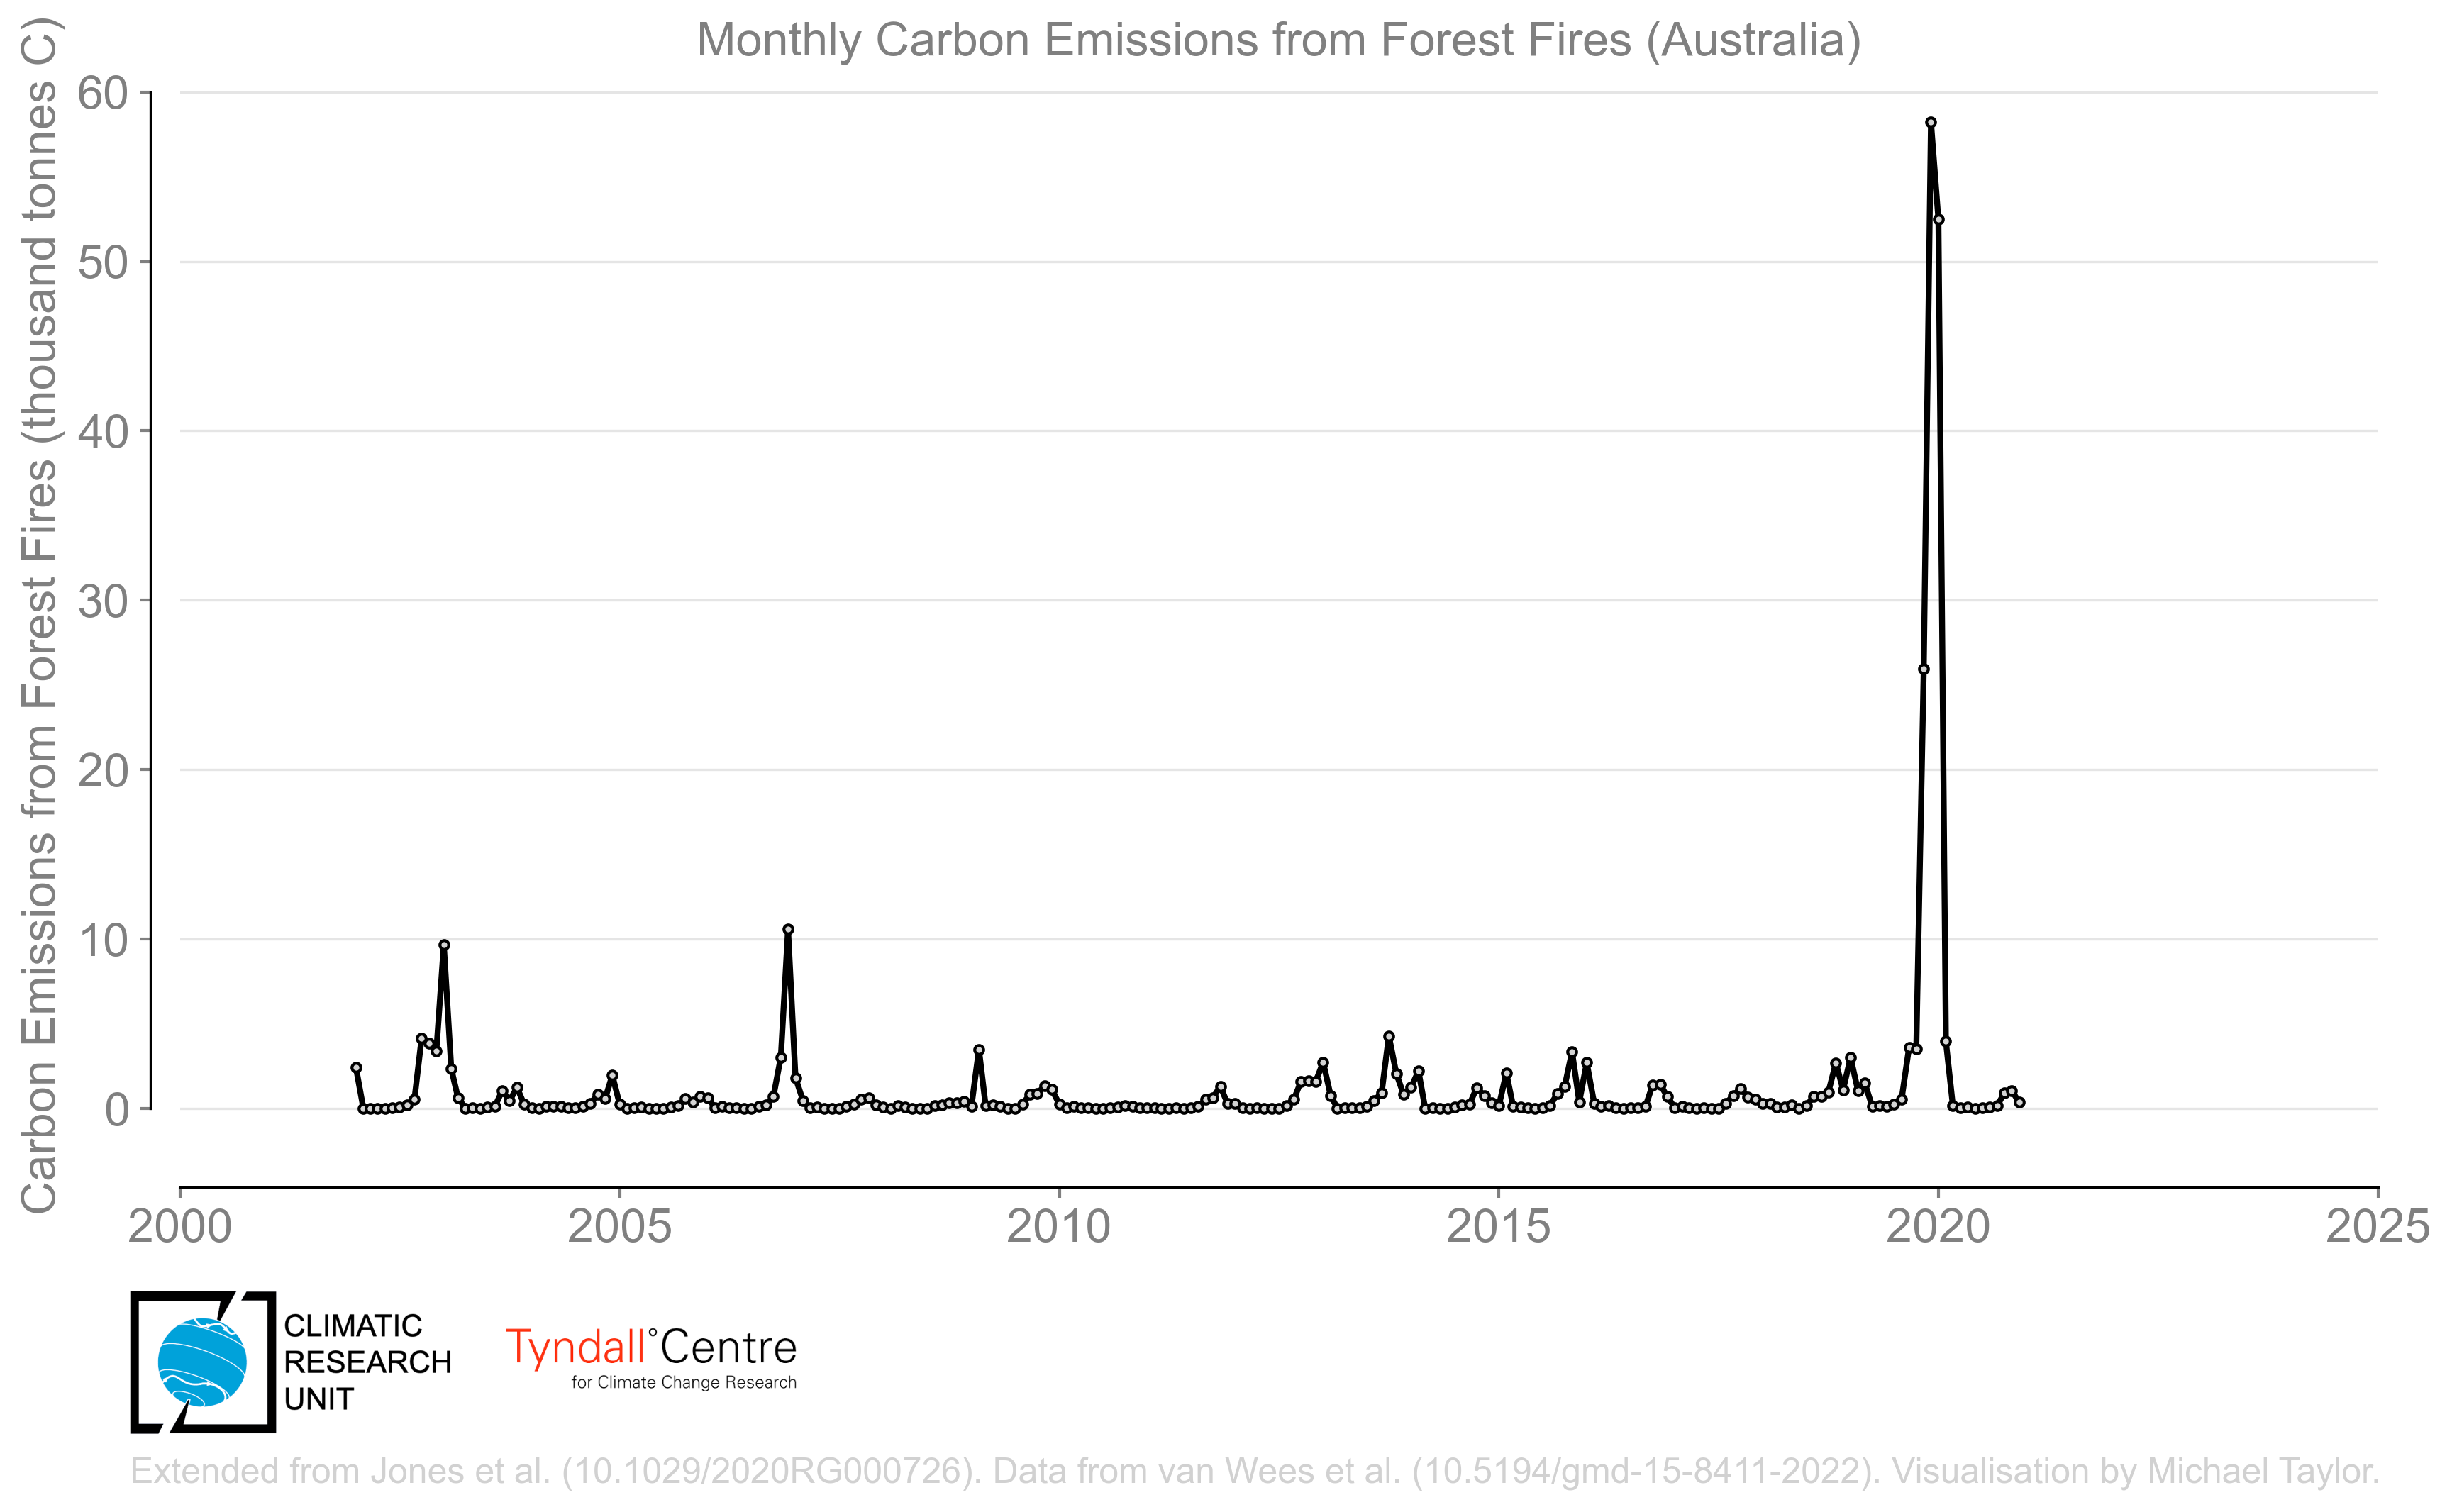 Monthly Carbon Emissions from Forest Fires (Australia)
Carbon Emissions from Forest Fires (thousand tonnes C)
60
50
40
30
20
10
0
2000 2005 2010 2015 2020 2025
CLIMATIC
RESEARCH
UNIT
Tyndall°Centre
for Climate Change Research
Extended from Jones et al. (10.1029/2020RG000726). Data from van Wees et al. (10.5194/gmd-15-8411-2022). Visualisation by Michael Taylor.